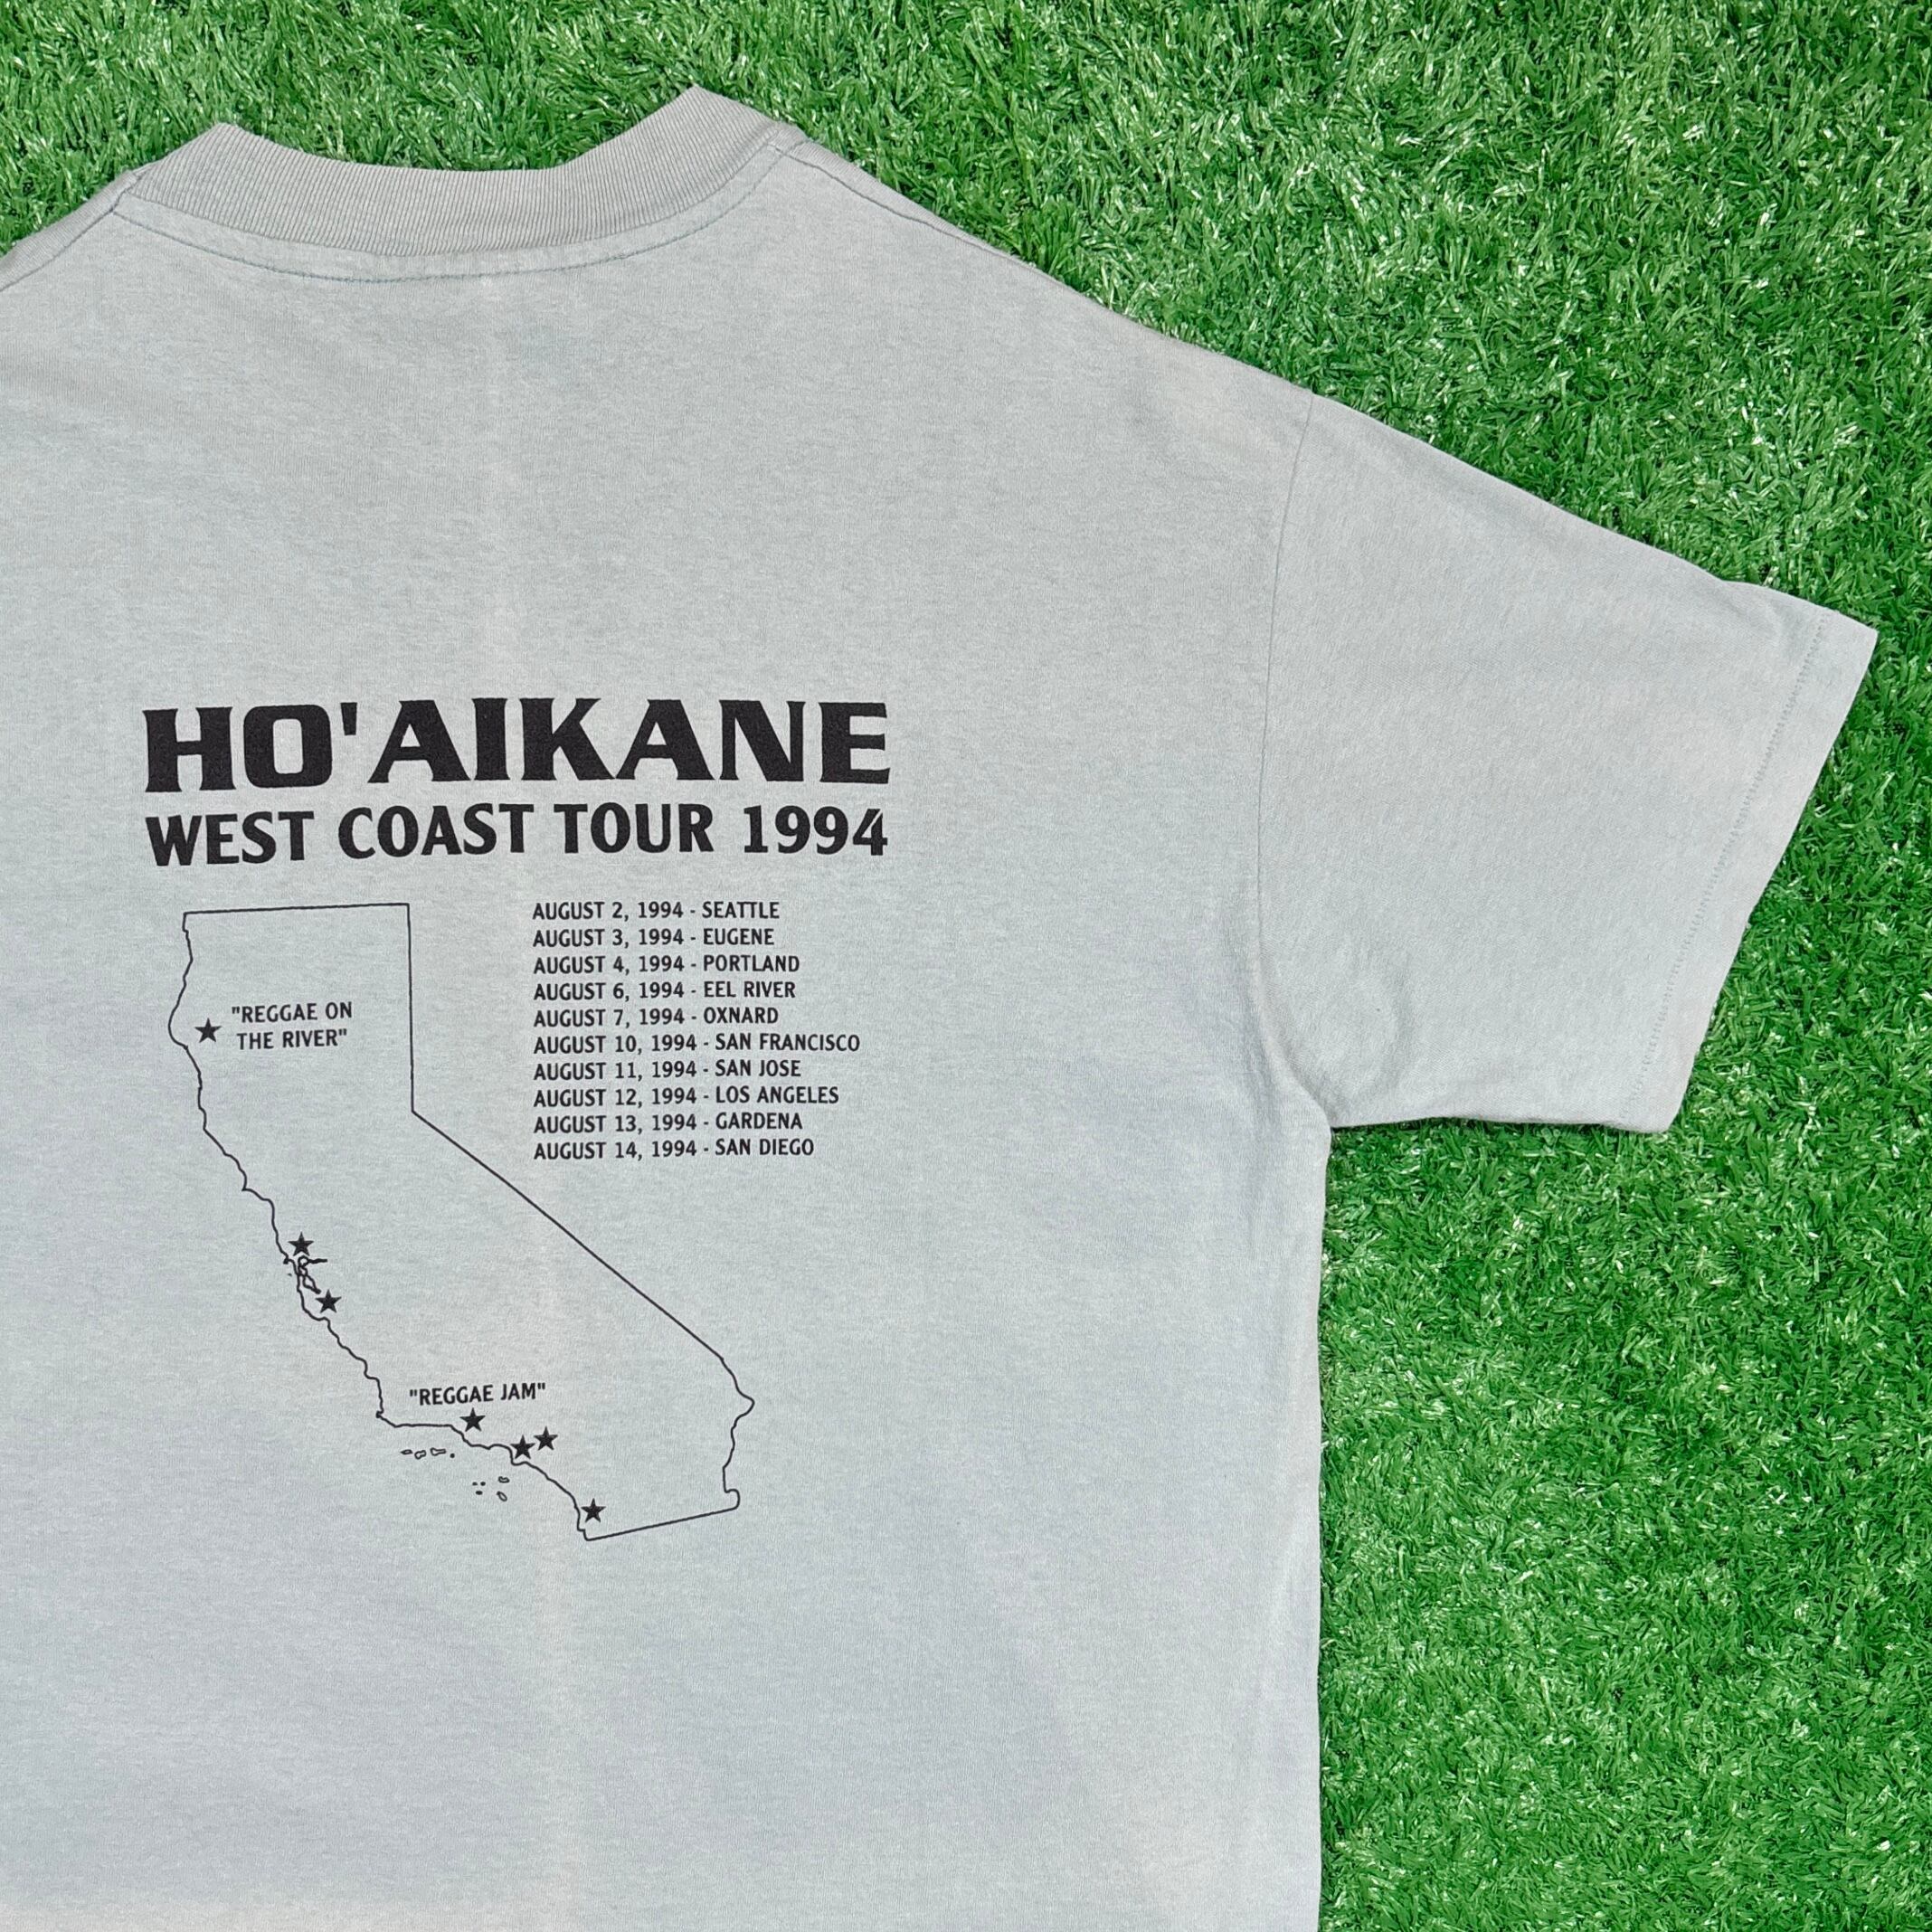 HO'AIKANE
WEST COAST TOUR 1994
AUGUST 2, 1994 - SEATTLE
AUGUST 3, 1994 - EUGENE
AUGUST 4, 1994 - PORTLAND
AUGUST 6, 1994 - EEL RIVER
AUGUST 7, 1994 - OXNARD
AUGUST 10, 1994 - SAN FRANCISCO
AUGUST 11, 1994 - SAN JOSE
AUGUST 12, 1994 - LOS ANGELES
AUGUST 13, 1994 - GARDENA
AUGUST 14, 1994 - SAN DIEGO
"REGGAE ON
THE RIVER"
"REGGAE JAM"